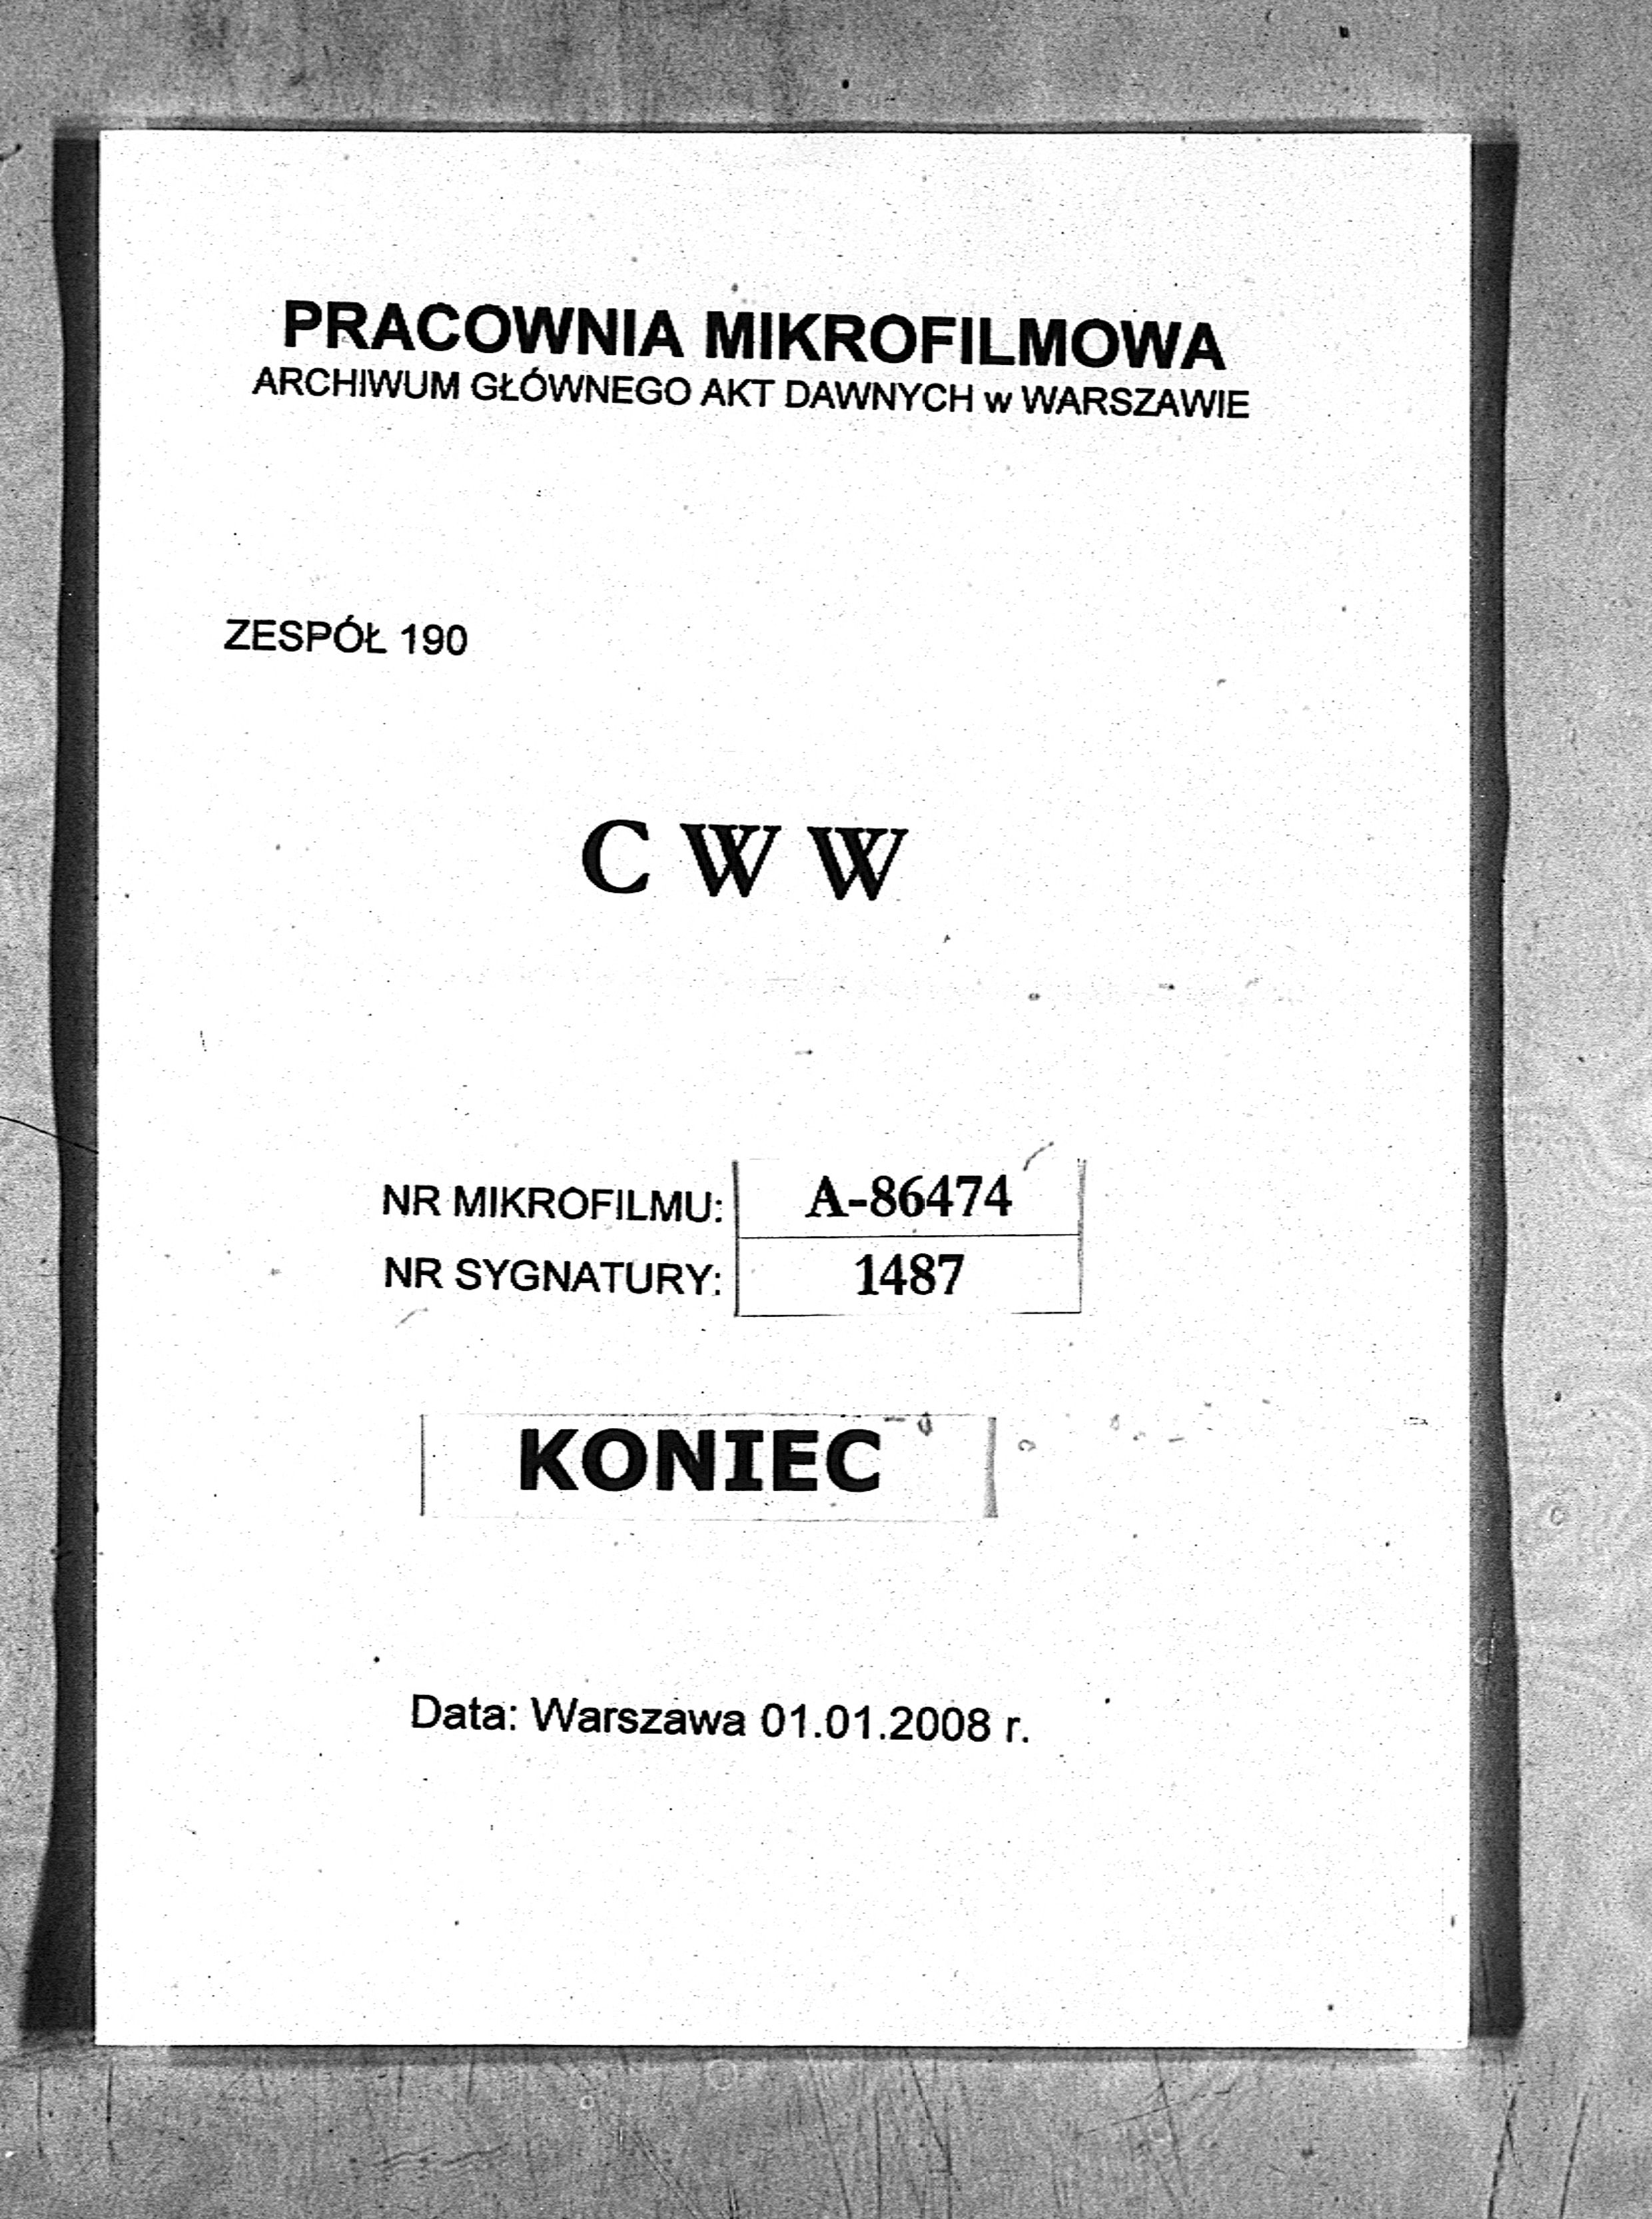 PRACOWNIA MIKROFILMOWA
ARCHIWUM GŁÓWNEGO AKT DAWNYCH w WARSZAWIE
ZESPÓŁ 190
C W W
NR MIKROFILMU: A-86474
NR SYGNATURY: 1487
KONIEC
Data: Warszawa 01.01.2008 r.